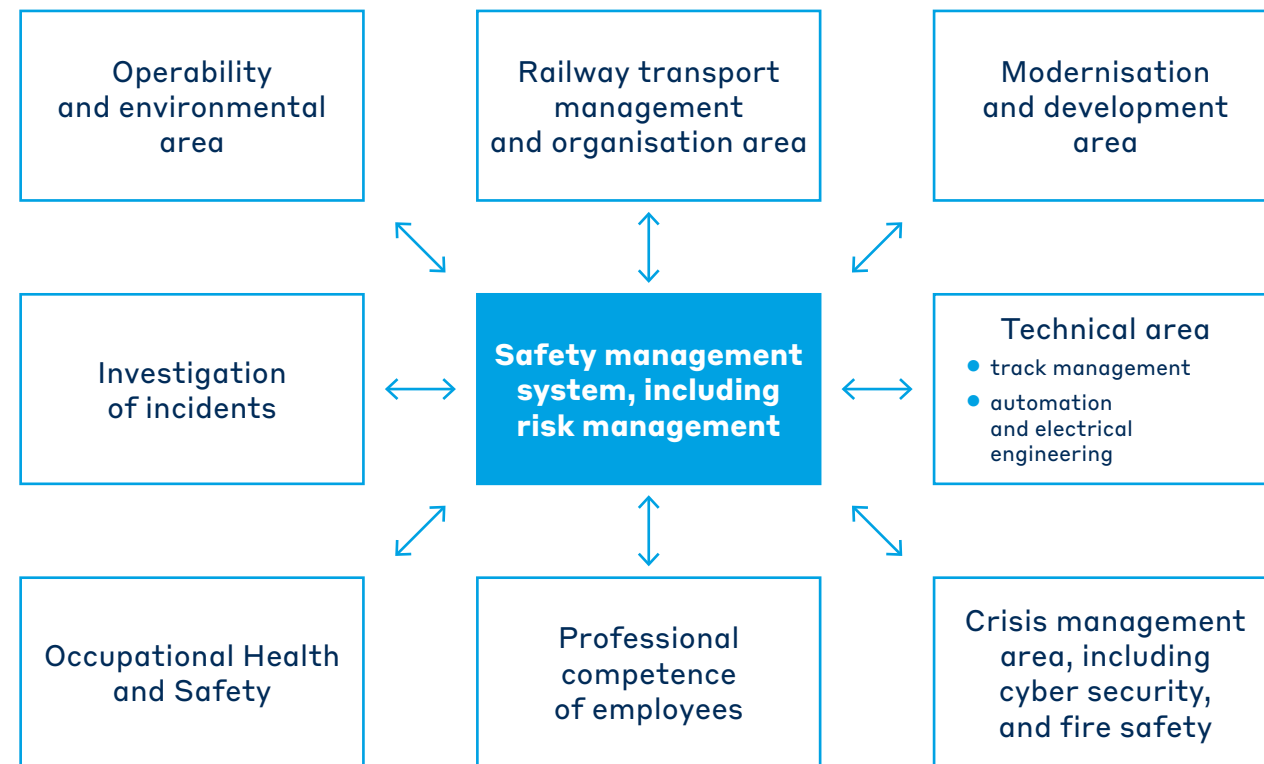 Operability
and environmental
area
Railway transport
management
and organisation area
Modernisation
and development
area
Investigation
of incidents
Safety management
system, including
risk management
Technical area
track management
automation
and electrical
engineering
Occupational Health
and Safety
Professional
competence
of employees
Crisis management
area, including
cyber security,
and fire safety